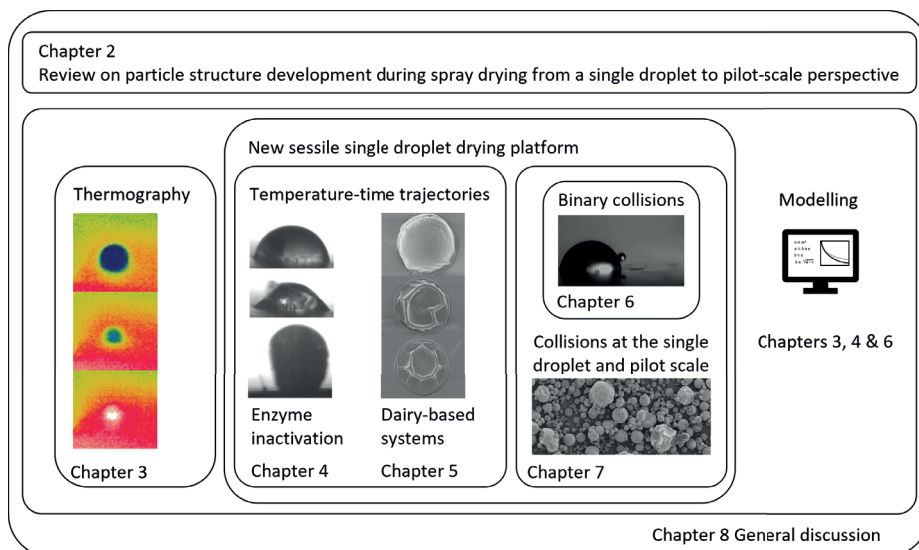 Chapter 2
Review on particle structure development during spray drying from a single droplet to pilot-scale perspective
New sessile single droplet drying platform
Thermography
Chapter 3
Temperature-time trajectories
Enzyme
inactivation
Chapter 4
Dairy-based
systems
Chapter 5
Binary collisions
Chapter 6
Collisions at the single
droplet and pilot scale
Chapter 7
Modelling
Chapters 3, 4 & 6
Chapter 8 General discussion